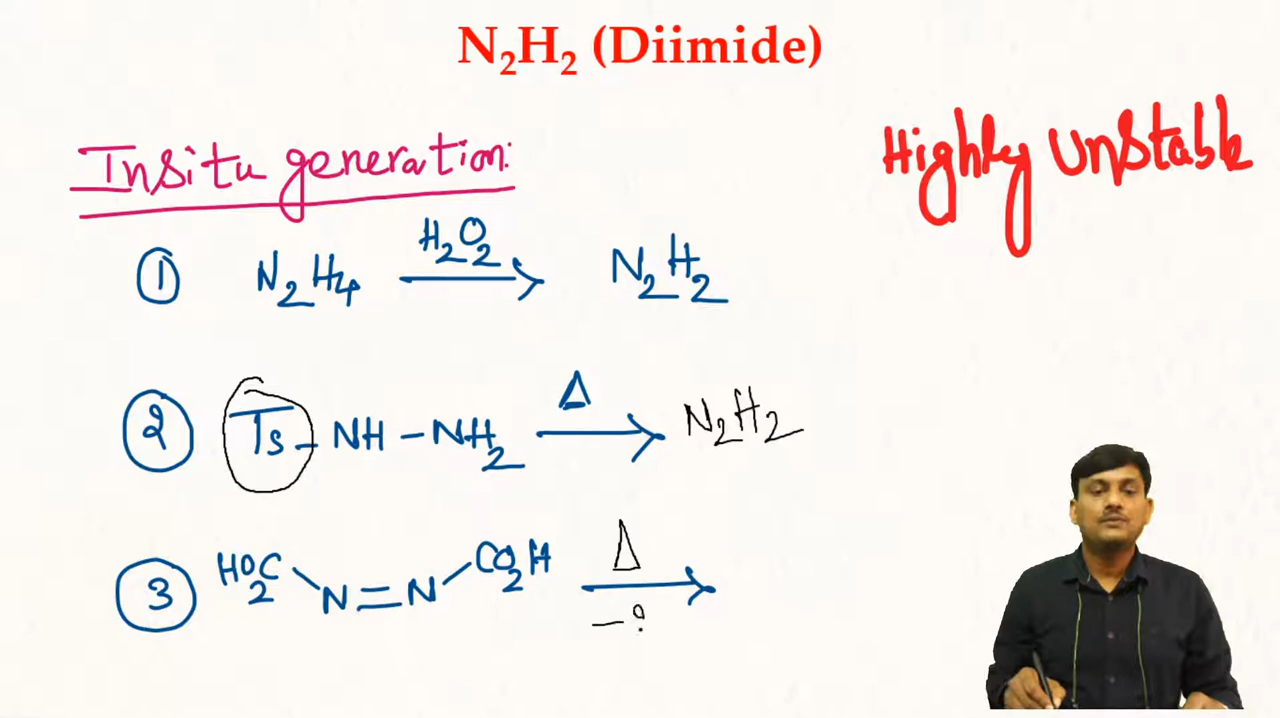 N₂H₂ (Diimide)
Highly Unstable
Insitu generation:
① N₂H₄ H₂O₂ → N₂H₂
② Ts-NH-NH₂ Δ → N₂H₂
③ HO₂C N=N CO₂H Δ →